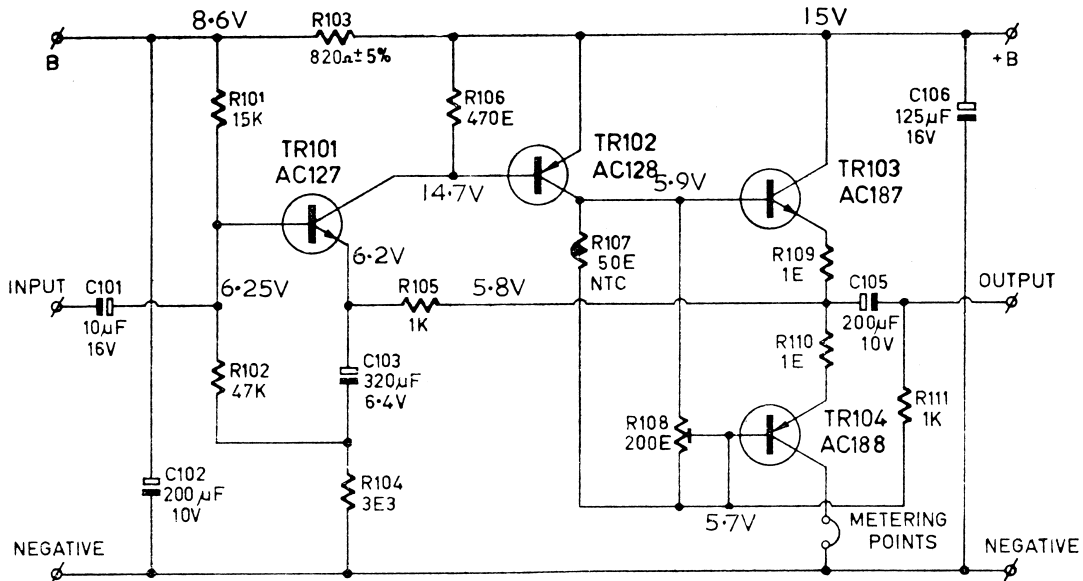 8.6V
R103
820Ω±5%
15V
B
+B
R101
15K
R106
470E
C106
125µF
16V
TR101
AC127
TR102
AC128
TR103
AC187
14.7V
5.9V
6.2V
R107
50E
NTC
R109
1E
INPUT
C101
10µF
16V
6.25V
R105
1K
5.8V
C105
200µF
10V
OUTPUT
R102
47K
C103
320µF
6.4V
R110
1E
R108
200E
TR104
AC188
R111
1K
C102
200µF
10V
R104
3E3
5.7V
METERING
POINTS
NEGATIVE
NEGATIVE